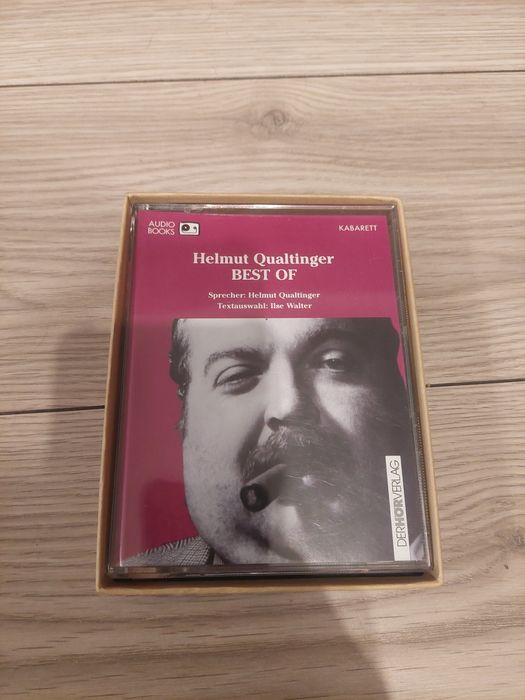 AUDIO
BOOKS
KABARETT
Helmut Qualtinger
BEST OF
Sprecher: Helmut Qualtinger
Textauswahl: Ilse Walter
DERHÖRVERLAG